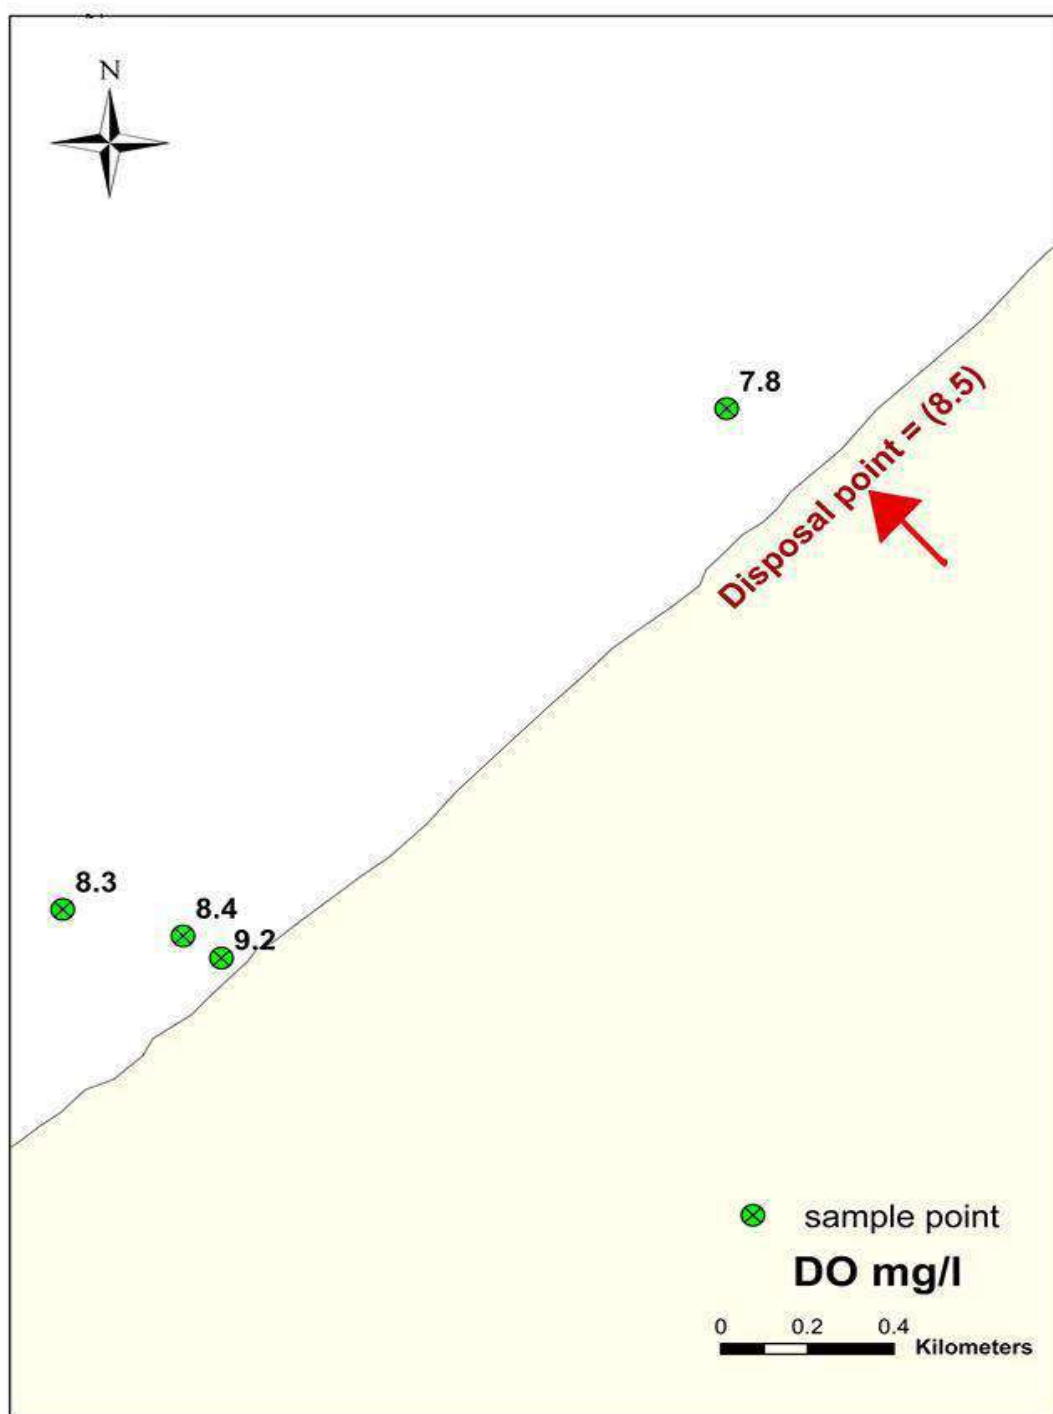 N
7.8
Disposal point = (8.5)
8.3
8.4
9.2
sample point
DO mg/l
0 0.2 0.4
Kilometers